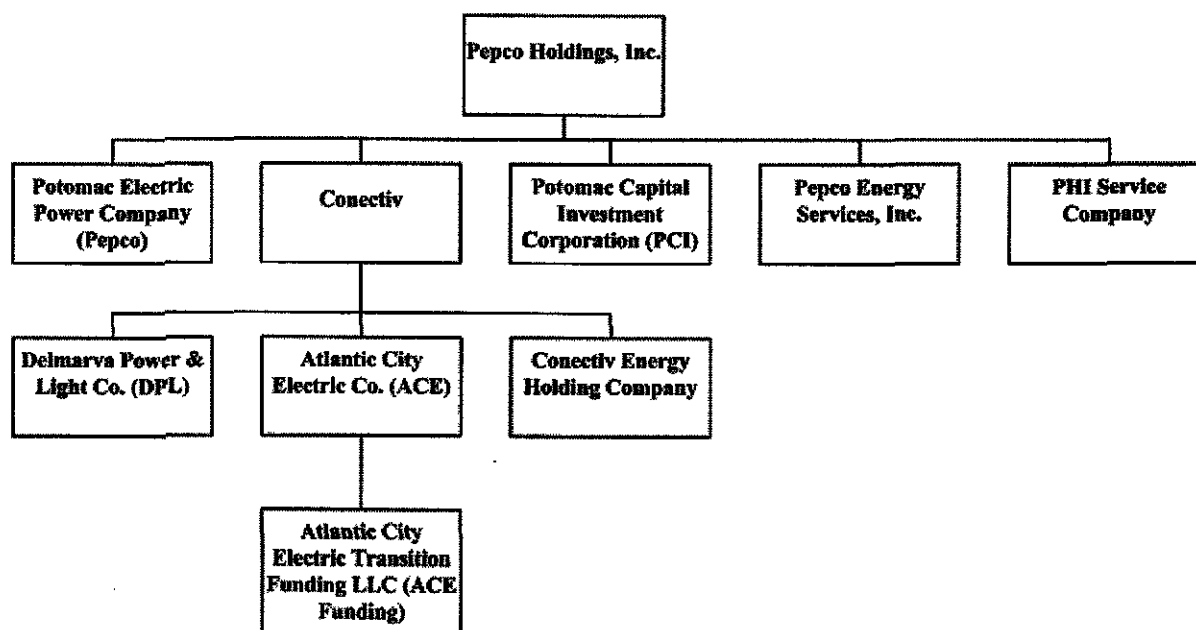 Pepco Holdings, Inc.
Potomac Electric
Power Company
(Pepco)
Conectiv
Potomac Capital
Investment
Corporation (PCI)
Pepco Energy
Services, Inc.
PHI Service
Company
Delmarva Power &
Light Co. (DPL)
Atlantic City
Electric Co. (ACE)
Conectiv Energy
Holding Company
Atlantic City
Electric Transition
Funding LLC (ACE
Funding)